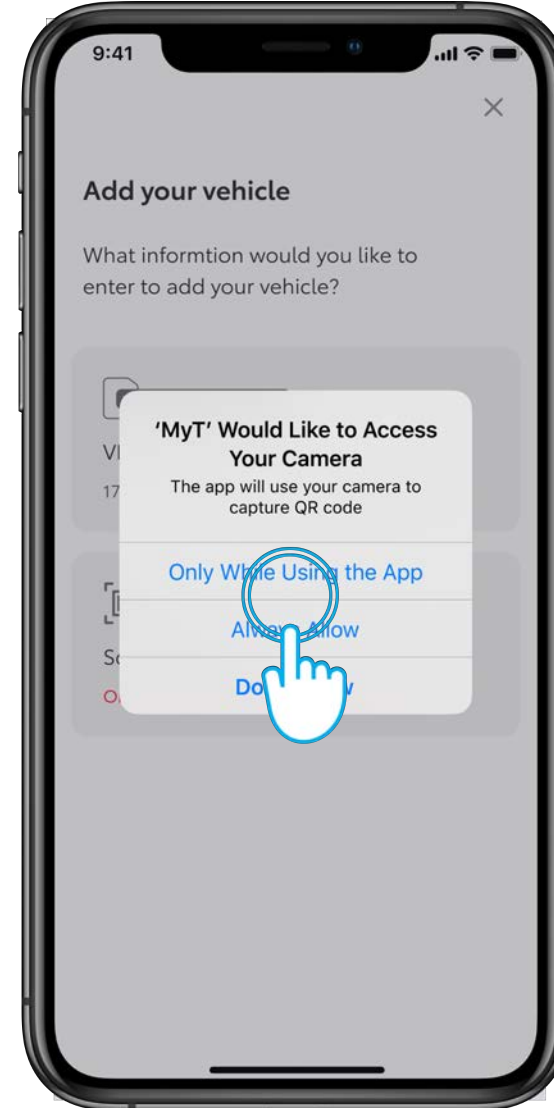 9:41
Add your vehicle
What informtion would you like to
enter to add your vehicle?
'MyT' Would Like to Access
Your Camera
The app will use your camera to
capture QR code
Only While Using the App
Always Allow
17